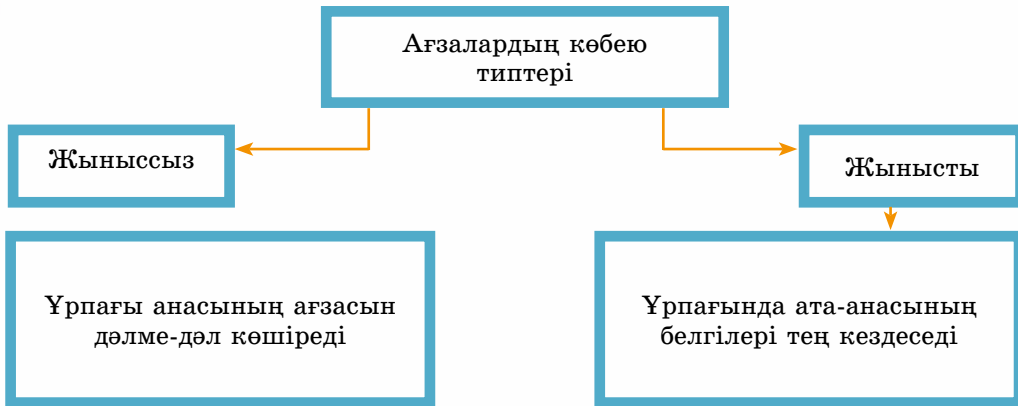 Ағзалардың көбею
типтері
Жыныссыз
Жынысты
Ұрпағы анасының ағзасын
дәлме-дәл көшіреді
Ұрпағында ата-анасының
белгілері тең кездеседі